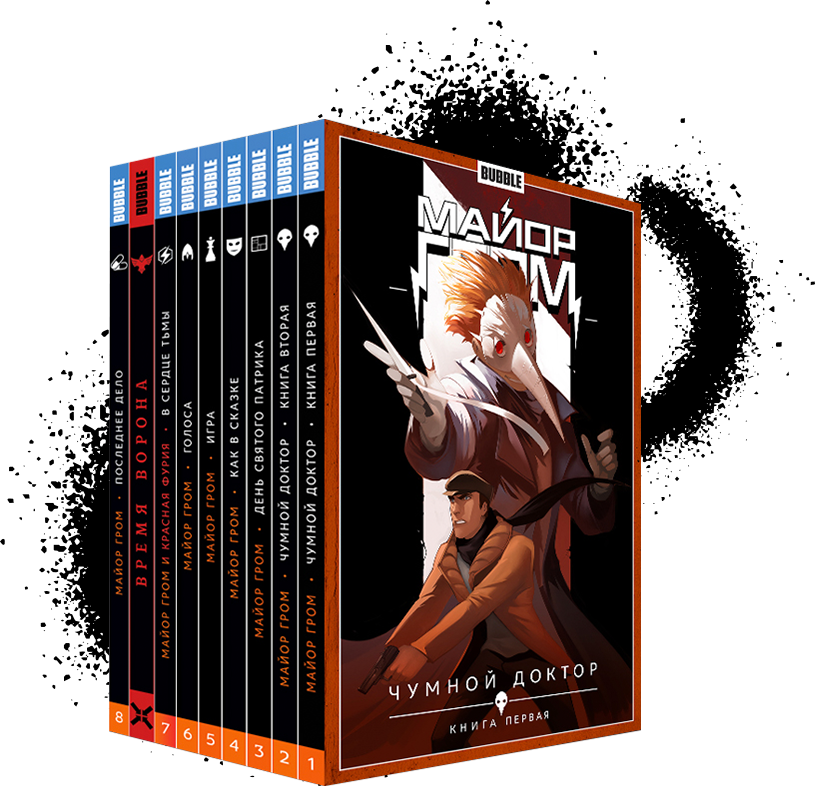 BUBBLE
МАЙОР ГРОМ · ПОСЛЕДНЕЕ ДЕЛО
8
BUBBLE
ВРЕМЯ ВОРОНА
BUBBLE
МАЙОР ГРОМ И КРАСНАЯ ФУРИЯ · В СЕРДЦЕ ТЬМЫ
7
BUBBLE
МАЙОР ГРОМ · ГОЛОСА
6
BUBBLE
МАЙОР ГРОМ · ИГРА
5
BUBBLE
МАЙОР ГРОМ · КАК В СКАЗКЕ
4
BUBBLE
МАЙОР ГРОМ · ДЕНЬ СВЯТОГО ПАТРИКА
3
BUBBLE
МАЙОР ГРОМ · ЧУМНОЙ ДОКТОР · КНИГА ВТОРАЯ
2
BUBBLE
МАЙОР ГРОМ · ЧУМНОЙ ДОКТОР · КНИГА ПЕРВАЯ
1
BUBBLE
МАЙОР
ГРОМ
ЧУМНОЙ ДОКТОР
КНИГА ПЕРВАЯ